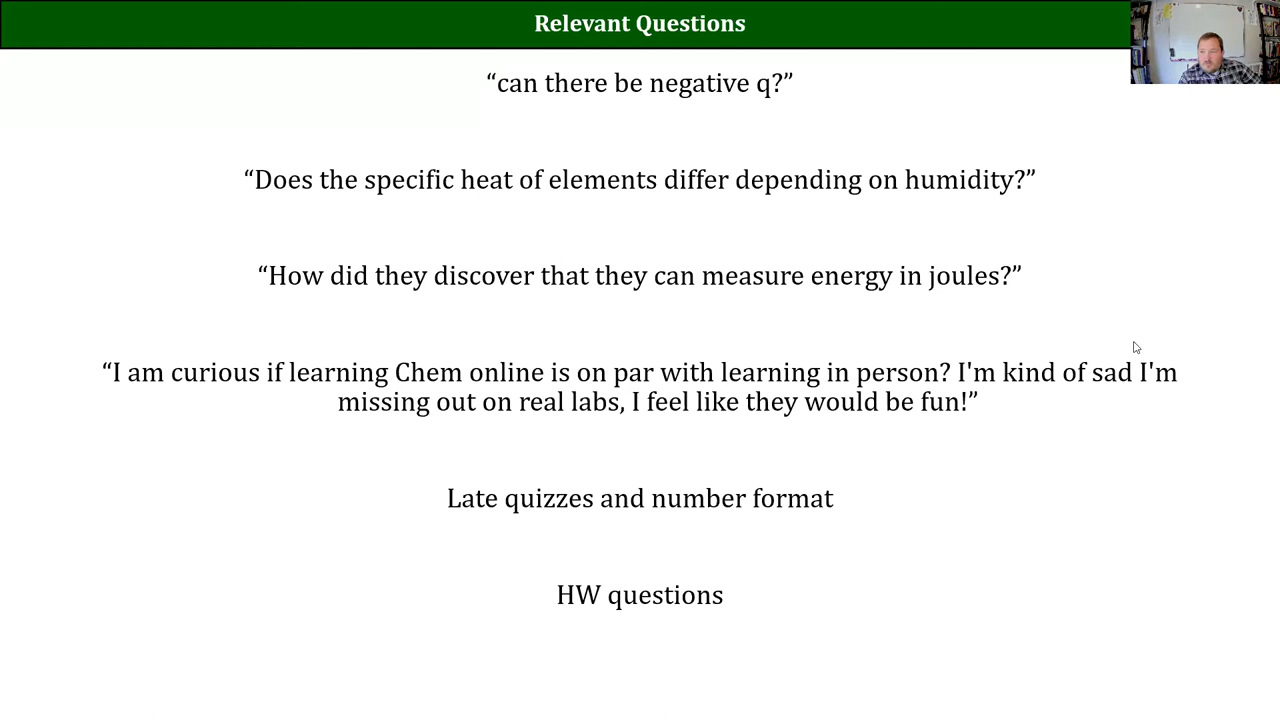 Relevant Questions
“can there be negative q?”
“Does the specific heat of elements differ depending on humidity?”
“How did they discover that they can measure energy in joules?”
“I am curious if learning Chem online is on par with learning in person? I'm kind of sad I'm
missing out on real labs, I feel like they would be fun!”
Late quizzes and number format
HW questions